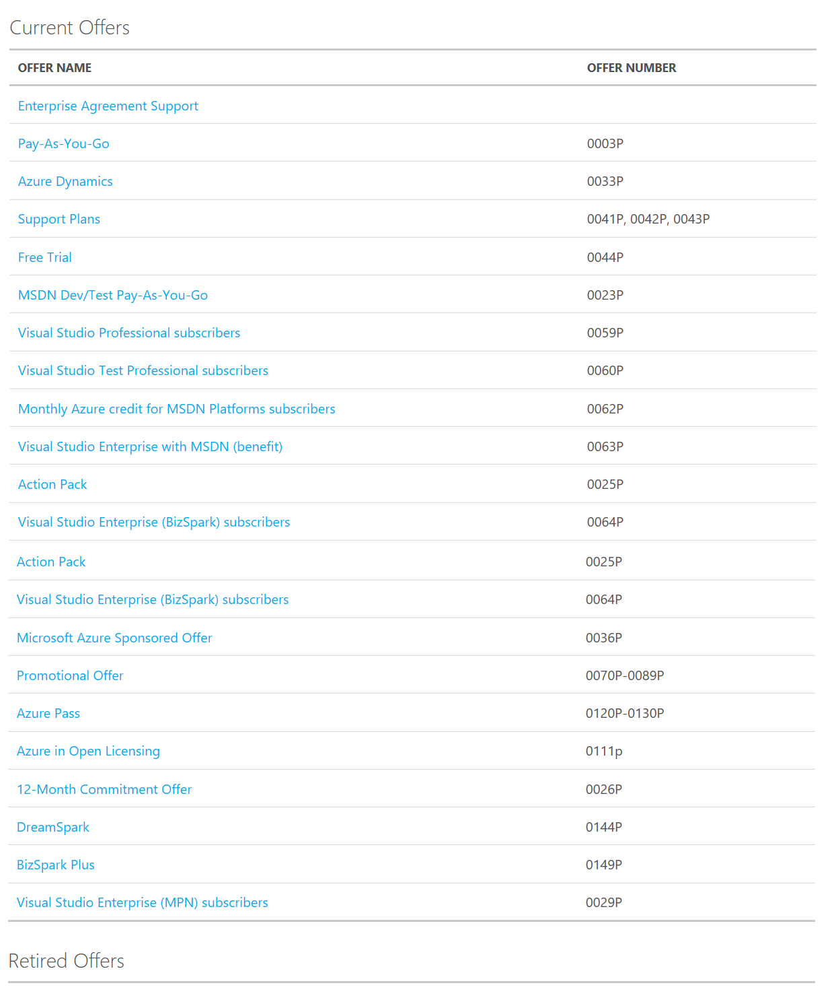 Current Offers
OFFER NAME OFFER NUMBER
Enterprise Agreement Support
Pay-As-You-Go 0003P
Azure Dynamics 0033P
Support Plans 0041P, 0042P, 0043P
Free Trial 0044P
MSDN Dev/Test Pay-As-You-Go 0023P
Visual Studio Professional subscribers 0059P
Visual Studio Test Professional subscribers 0060P
Monthly Azure credit for MSDN Platforms subscribers 0062P
Visual Studio Enterprise with MSDN (benefit) 0063P
Action Pack 0025P
Visual Studio Enterprise (BizSpark) subscribers 0064P
Action Pack 0025P
Visual Studio Enterprise (BizSpark) subscribers 0064P
Microsoft Azure Sponsored Offer 0036P
Promotional Offer 0070P-0089P
Azure Pass 0120P-0130P
Azure in Open Licensing 0111p
12-Month Commitment Offer 0026P
DreamSpark 0144P
BizSpark Plus 0149P
Visual Studio Enterprise (MPN) subscribers 0029P
Retired Offers